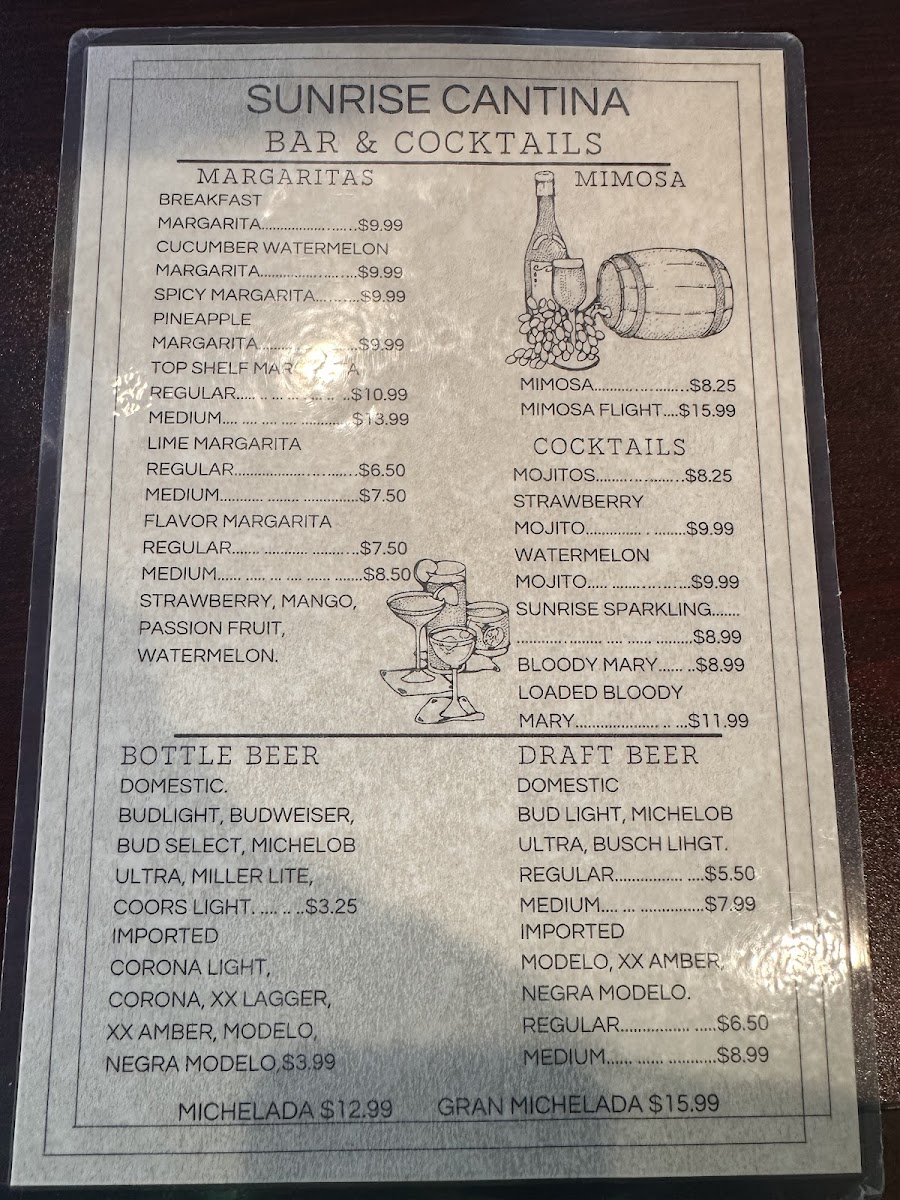 SUNRISE CANTINA
BAR & COCKTAILS
MARGARITAS
BREAKFAST
MARGARITA.....................$9.99
CUCUMBER WATERMELON
MARGARITA.....................$9.99
SPICY MARGARITA..........$9.99
PINEAPPLE
MARGARITA.....................$9.99
TOP SHELF MARGARITA
REGULAR..... .. ... ... ... .. .. ..$10.99
MEDIUM.... .... .... .... ...........$13.99
LIME MARGARITA
REGULAR...........................$6.50
MEDIUM........... ........ .............$7.50
FLAVOR MARGARITA
REGULAR....... ............ ..........$7.50
MEDIUM...... ..... ... .... ...... .......$8.50
STRAWBERRY, MANGO,
PASSION FRUIT,
WATERMELON.
MIMOSA
MIMOSA......................$8.25
MIMOSA FLIGHT....$15.99
COCKTAILS
MOJITOS.....................$8.25
STRAWBERRY
MOJITO............... . ........$9.99
WATERMELON
MOJITO..... ... ...............$9.99
SUNRISE SPARKLING.......
.................... .... ...... .........$8.99
BLOODY MARY...... ..$8.99
LOADED BLOODY
MARY..................... .. ...$11.99
BOTTLE BEER
DOMESTIC.
BUDLIGHT, BUDWEISER,
BUD SELECT, MICHELOB
ULTRA, MILLER LITE,
COORS LIGHT. .... .. ..$3.25
IMPORTED
CORONA LIGHT,
CORONA, XX LAGGER,
XX AMBER, MODELO,
NEGRA MODELO,$3.99
DRAFT BEER
DOMESTIC
BUD LIGHT, MICHELOB
ULTRA, BUSCH LIHGT.
REGULAR................. ....$5.50
MEDIUM.... ... ...............$7.99
IMPORTED
MODELO, XX AMBER,
NEGRA MODELO.
REGULAR................. .....$6.50
MEDIUM...... ...... .............$8.99
MICHELADA $12.99 GRAN MICHELADA $15.99